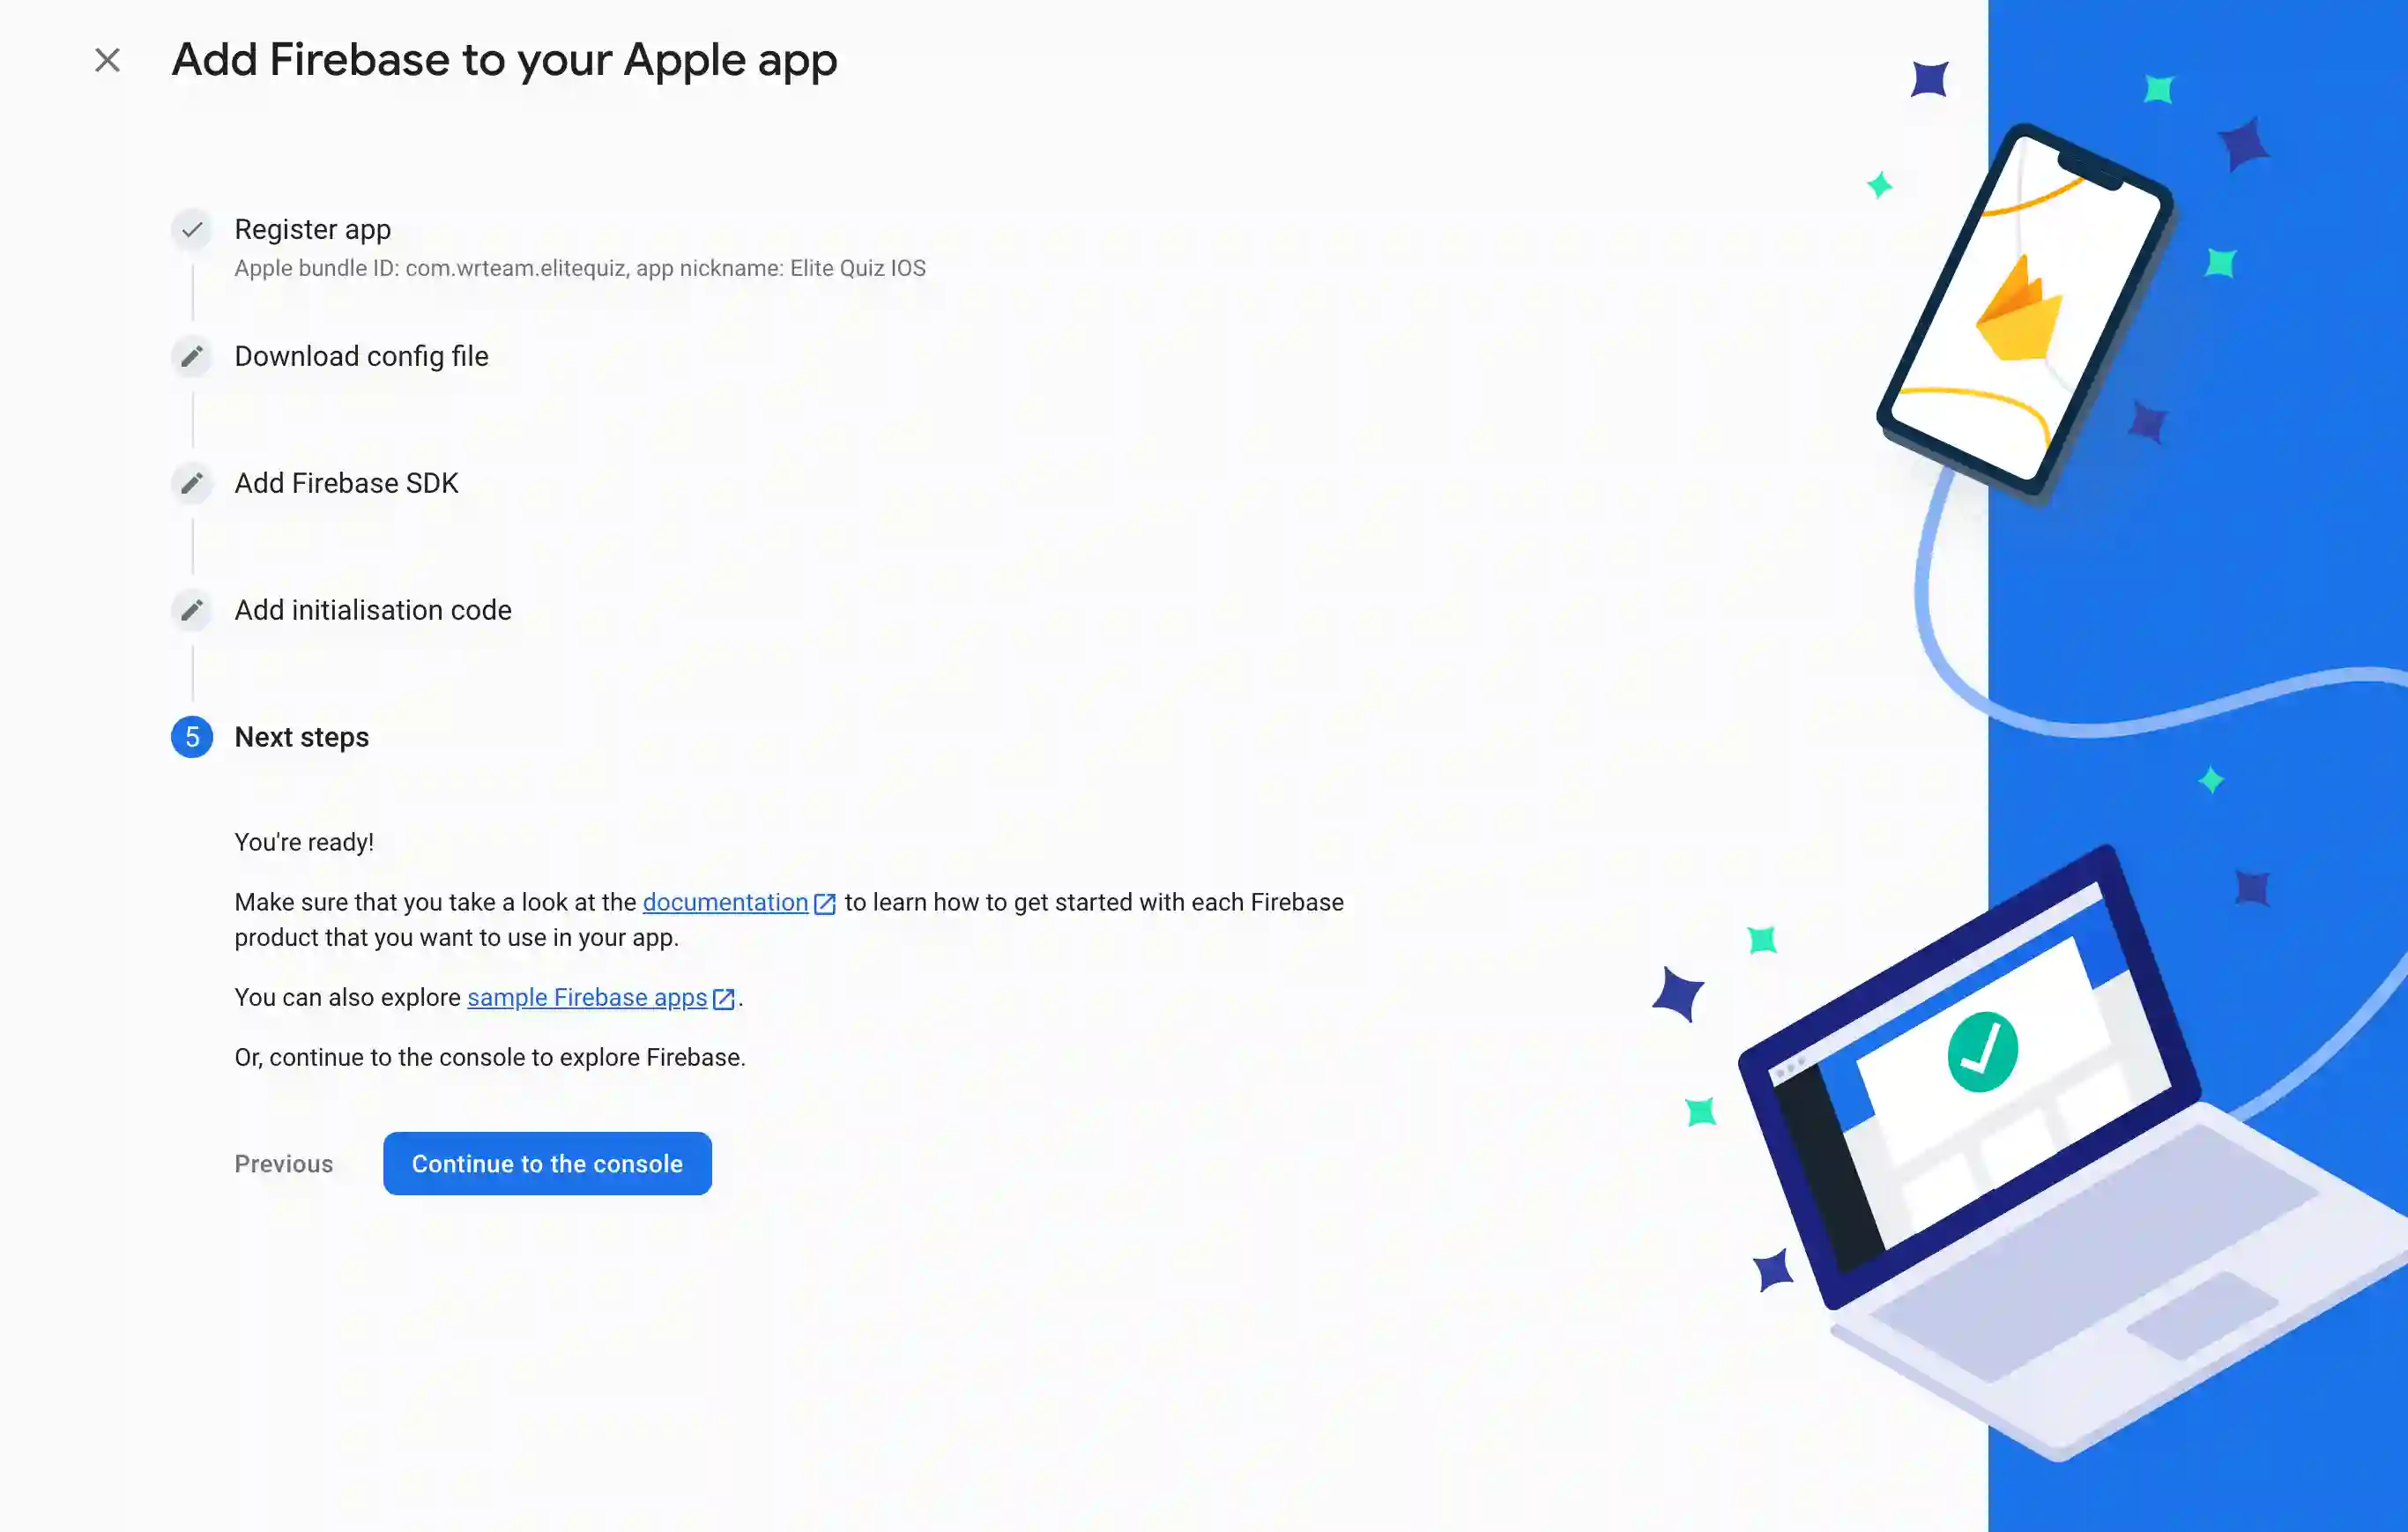 Add Firebase to your Apple app
Register app
Apple bundle ID: com.wrteam.elitequiz, app nickname: Elite Quiz IOS
Download config file
Add Firebase SDK
Add initialisation code
5 Next steps
You're ready!
Make sure that you take a look at the documentation to learn how to get started with each Firebase
product that you want to use in your app.
You can also explore sample Firebase apps.
Or, continue to the console to explore Firebase.
Previous Continue to the console